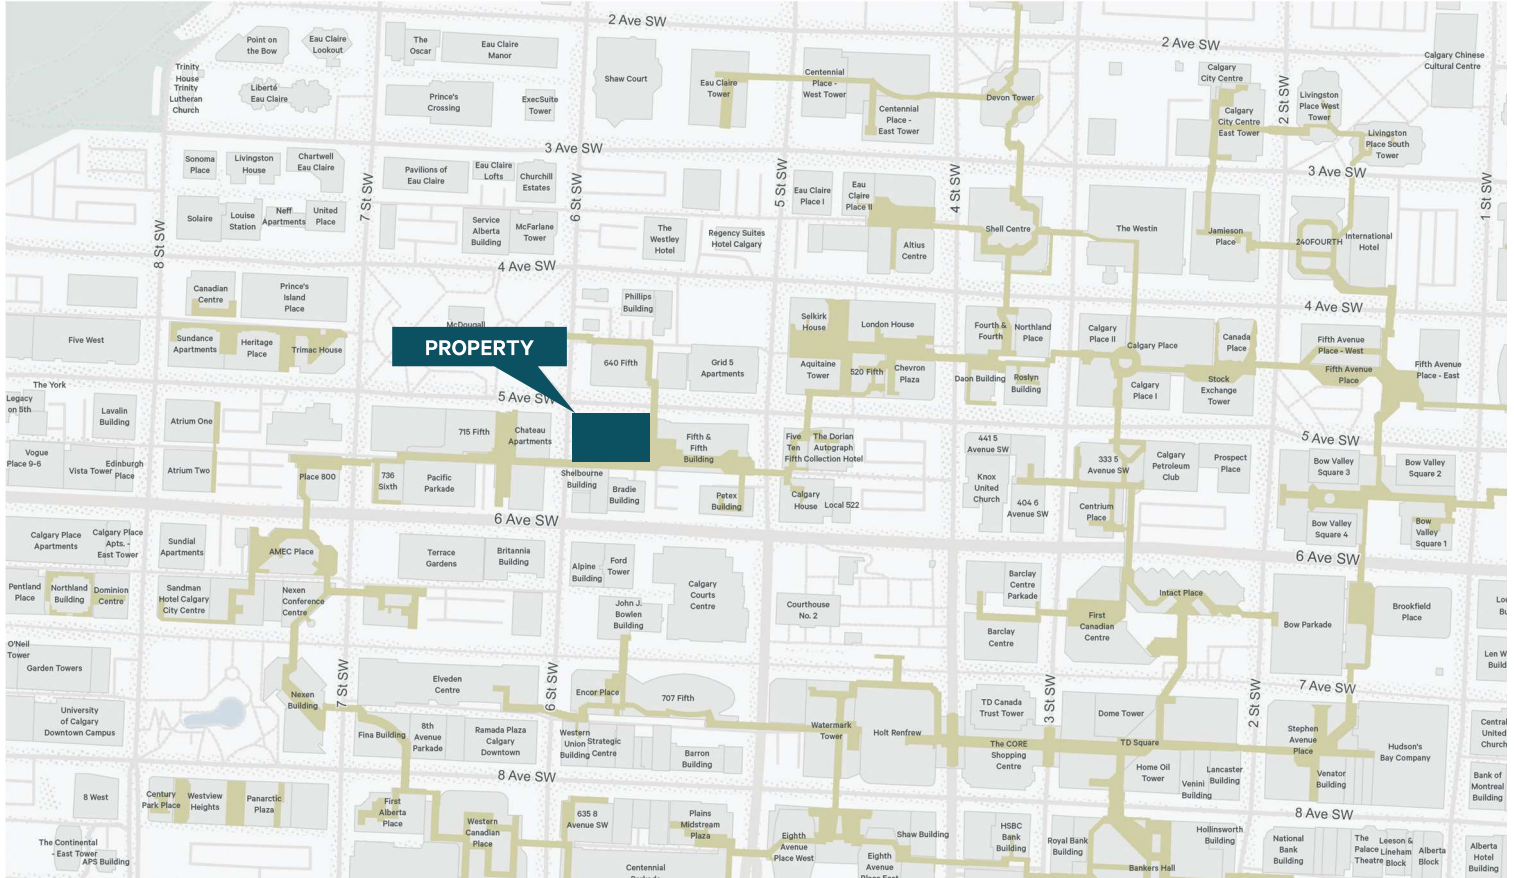 2 Ave SW
2 Ave SW
Point on
the Bow
Eau Claire
Lookout
The
Oscar
Eau Claire
Manor
Shaw Court
Eau Claire
Tower
Centennial
Place -
West Tower
Centennial
Place -
East Tower
Devon Tower
Calgary
City Centre
Calgary
City Centre
East Tower
2 St SW
Livingston
Place West
Tower
Livingston
Place South
Tower
Calgary Chinese
Cultural Centre
Trinity
House
Trinity
Lutheran
Church
Liberté
Eau Claire
Prince's
Crossing
ExecSuite
Tower
3 Ave SW
3 Ave SW
Sonoma
Place
Livingston
House
Chartwell
Eau Claire
Pavilions of
Eau Claire
Eau Claire
Lofts
Churchill
Estates
7 St SW
6 St SW
5 St SW
4 St SW
1 St SW
8 St SW
Eau Claire
Place I
Eau
Claire
Place II
Solaire
Louise
Station
Neff
Apartments
United
Place
Service
Alberta
Building
McFarlane
Tower
The
Westley
Hotel
Regency Suites
Hotel Calgary
Altius
Centre
Shell Centre
The Westin
Jamieson
Place
240FOURTH
International
Hotel
4 Ave SW
4 Ave SW
Canadian
Centre
Prince's
Island
Place
Phillips
Building
McDougall
Selkirk
House
London House
Fourth &
Fourth
Northland
Place
Calgary
Place II
Calgary Place
Canada
Place
Fifth Avenue
Place - West
Fifth Avenue
Place
Fifth Avenue
Place - East
Five West
Sundance
Apartments
Heritage
Place
Trimac House
PROPERTY
640 Fifth
Grid 5
Apartments
Aquitaine
Tower
520 Fifth
Chevron
Plaza
Daon Building
Roslyn
Building
Calgary
Place I
Stock
Exchange
Tower
The York
Legacy
on 5th
Lavalin
Building
Atrium One
5 Ave SW
5 Ave SW
715 Fifth
Chateau
Apartments
Fifth &
Fifth
Building
Five
Ten
Fifth
The Dorian
Autograph
Collection Hotel
441 5
Avenue SW
333 5
Avenue SW
Calgary
Petroleum
Club
Prospect
Place
Bow Valley
Square 3
Bow Valley
Square 2
Vogue
Place 9-6
Vista Tower
Edinburgh
Place
Atrium Two
Place 800
736
Sixth
Pacific
Parkade
Shelbourne
Building
Bradie
Building
Petex
Building
Calgary
House
Local 522
Knox
United
Church
404 6
Avenue SW
Centrium
Place
Bow Valley
Square 4
Bow
Valley
Square 1
6 Ave SW
6 Ave SW
Calgary Place
Apartments
Calgary Place
Apts. -
East Tower
Sundial
Apartments
AMEC Place
Terrace
Gardens
Britannia
Building
Alpine
Building
Ford
Tower
Calgary
Courts
Centre
Courthouse
No. 2
Barclay
Centre
Parkade
Barclay
Centre
First
Canadian
Centre
Intact Place
Bow Parkade
Brookfield
Place
Pentland
Place
Northland
Building
Dominion
Centre
Sandman
Hotel Calgary
City Centre
Nexen
Conference
Centre
John J.
Bowlen
Building
O'Neil
Tower
Garden Towers
Len W
Build
7 St SW
6 St SW
3 St SW
2 St SW
7 Ave SW
University
of Calgary
Downtown Campus
Nexen
Building
Elveden
Centre
Encor Place
707 Fifth
TD Canada
Trust Tower
Dome Tower
Fina Building
8th
Avenue
Parkade
Ramada Plaza
Calgary
Downtown
Western
Union
Building
Strategic
Centre
Barron
Building
Watermark
Tower
Holt Renfrew
The CORE
Shopping
Centre
TD Square
Stephen
Avenue
Place
Hudson's
Bay Company
Central
United
Church
8 Ave SW
8 Ave SW
Home Oil
Tower
Venini
Building
Lancaster
Building
Venator
Building
Bank of
Montreal
Building
8 West
Century
Park Place
Westview
Heights
Panarctic
Plaza
First
Alberta
Place
Western
Canadian
Place
635 8
Avenue SW
Plains
Midstream
Plaza
Eighth
Avenue
Place West
Shaw Building
HSBC
Bank
Building
Royal Bank
Building
Hollinsworth
Building
National
Bank
Building
The
Palace
Theatre
Leeson &
Lineham
Block
Alberta
Block
Alberta
Hotel
Building
The Continental
- East Tower
APS Building
Centennial
Eighth
Avenue
Bankers Hall